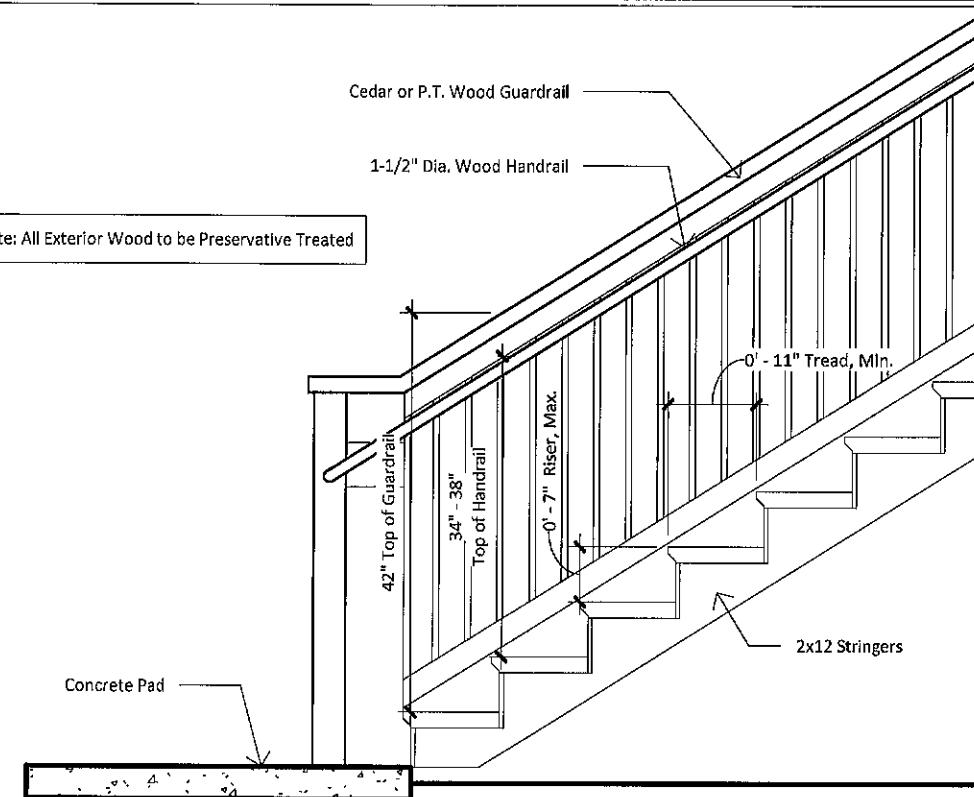 Cedar or P.T. Wood Guardrail
1-1/2" Dia. Wood Handrail
te: All Exterior Wood to be Preservative Treated
0' - 11" Tread, Min.
42" Top of Guardrail
34" - 38"
Top of Handrail
0' - 7" Riser, Max.
2x12 Stringers
Concrete Pad